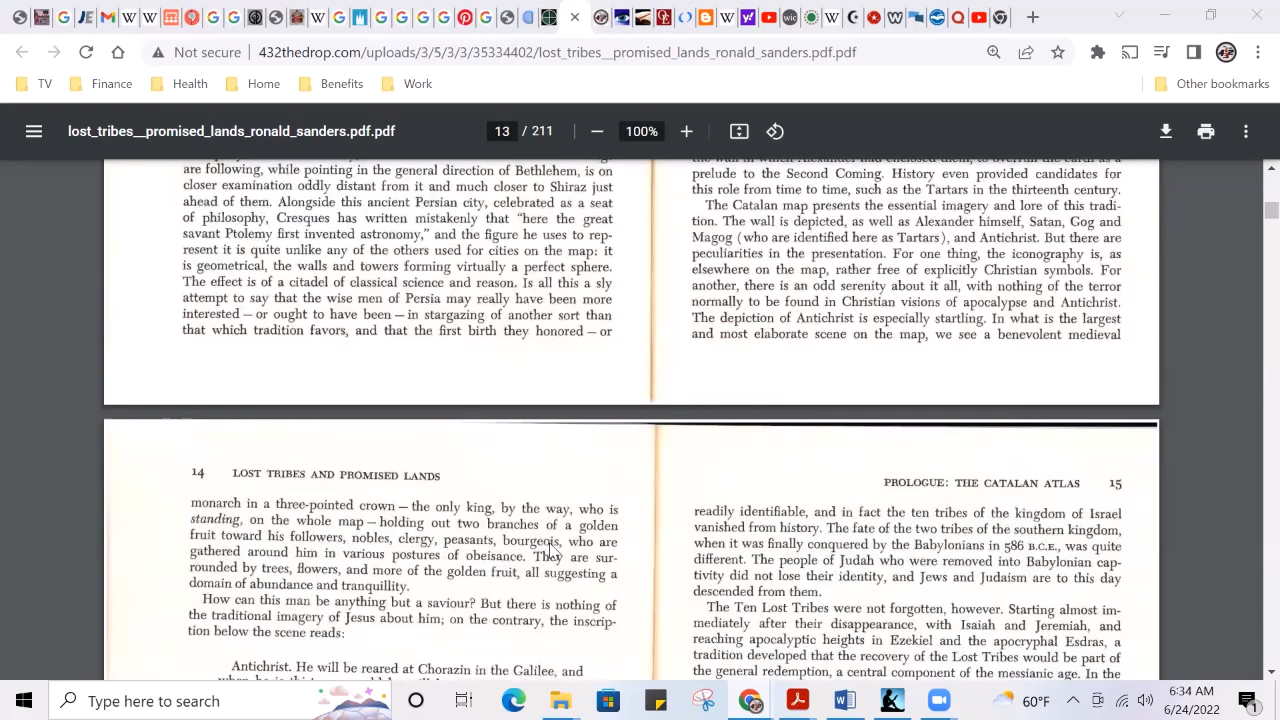 Not secure
432thedrop.com/uploads/3/5/3/3/35334402/lost_tribes__promised_lands_ronald_sanders.pdf.pdf
TV
Finance
Health
Home
Benefits
Work
Other bookmarks
lost_tribes__promised_lands_ronald_sanders.pdf.pdf
13 / 211
100%
are following, while pointing in the general direction of Bethlehem, is on
closer examination oddly distant from it and much closer to Shiraz just
ahead of them. Alongside this ancient Persian city, celebrated as a seat
of philosophy, Cresques has written mistakenly that "here the great
savant Ptolemy first invented astronomy," and the figure he uses to rep-
resent it is quite unlike any of the others used for cities on the map: it
is geometrical, the walls and towers forming virtually a perfect sphere.
The effect is of a citadel of classical science and reason. Is all this a sly
attempt to say that the wise men of Persia may really have been more
interested – or ought to have been – in stargazing of another sort than
that which tradition favors, and that the first birth they honored – or
the wall in which Alexander had enclosed them, to overrun the earth as a
prelude to the Second Coming. History even provided candidates for
this role from time to time, such as the Tartars in the thirteenth century.
The Catalan map presents the essential imagery and lore of this tradi-
tion. The wall is depicted, as well as Alexander himself, Satan, Gog and
Magog (who are identified here as Tartars), and Antichrist. But there are
peculiarities in the presentation. For one thing, the iconography is, as
elsewhere on the map, rather free of explicitly Christian symbols. For
another, there is an odd serenity about it all, with nothing of the terror
normally to be found in Christian visions of apocalypse and Antichrist.
The depiction of Antichrist is especially startling. In what is the largest
and most elaborate scene on the map, we see a benevolent medieval
14 LOST TRIBES AND PROMISED LANDS
monarch in a three-pointed crown – the only king, by the way, who is
standing, on the whole map – holding out two branches of a golden
fruit toward his followers, nobles, clergy, peasants, bourgeois, who are
gathered around him in various postures of obeisance. They are sur-
rounded by trees, flowers, and more of the golden fruit, all suggesting a
domain of abundance and tranquillity.
How can this man be anything but a saviour? But there is nothing of
the traditional imagery of Jesus about him; on the contrary, the inscrip-
tion below the scene reads:
Antichrist. He will be reared at Chorazin in the Galilee, and
PROLOGUE: THE CATALAN ATLAS 15
readily identifiable, and in fact the ten tribes of the kingdom of Israel
vanished from history. The fate of the two tribes of the southern kingdom,
when it was finally conquered by the Babylonians in 586 B.C.E., was quite
different. The people of Judah who were removed into Babylonian cap-
tivity did not lose their identity, and Jews and Judaism are to this day
descended from them.
The Ten Lost Tribes were not forgotten, however. Starting almost im-
mediately after their disappearance, with Isaiah and Jeremiah, and
reaching apocalyptic heights in Ezekiel and the apocryphal Esdras, a
tradition developed that the recovery of the Lost Tribes would be part of
the general redemption, a central component of the messianic age. In the
Type here to search
60°F
6:34 AM
6/24/2022